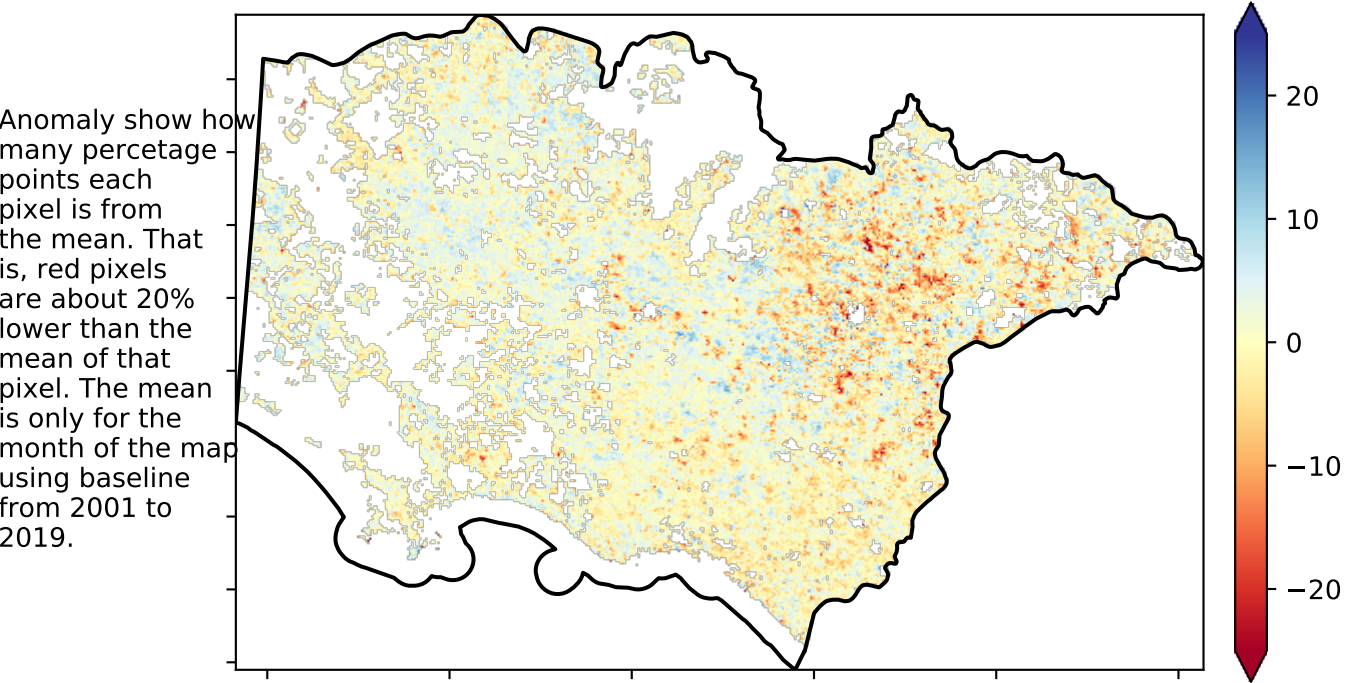 Anomaly show how
many percetage
points each
pixel is from
the mean. That
is, red pixels
are about 20%
lower than the
mean of that
pixel. The mean
is only for the
month of the map
using baseline
from 2001 to
2019.
20
10
0
−10
−20